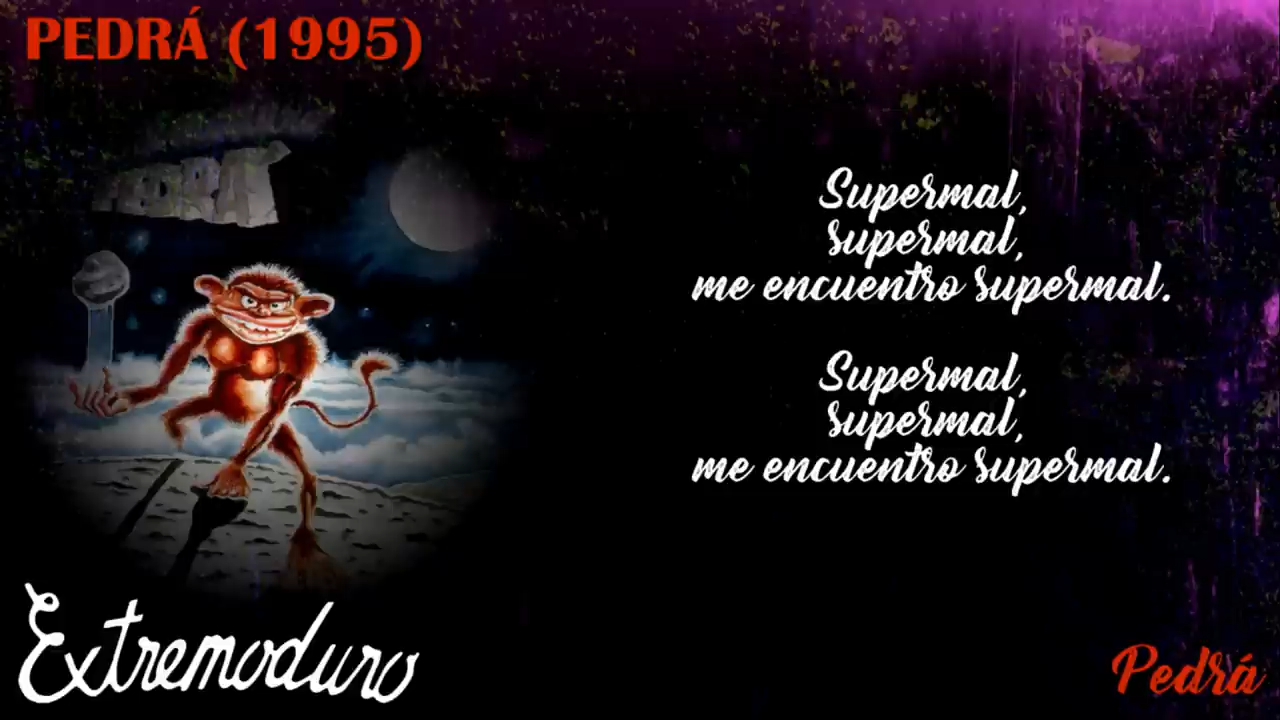 PEDRÁ (1995)
PEDRÁ
Supermal,
supermal,
me encuentro supermal.
Supermal,
supermal,
me encuentro supermal.
Extremoduro
Pedrá